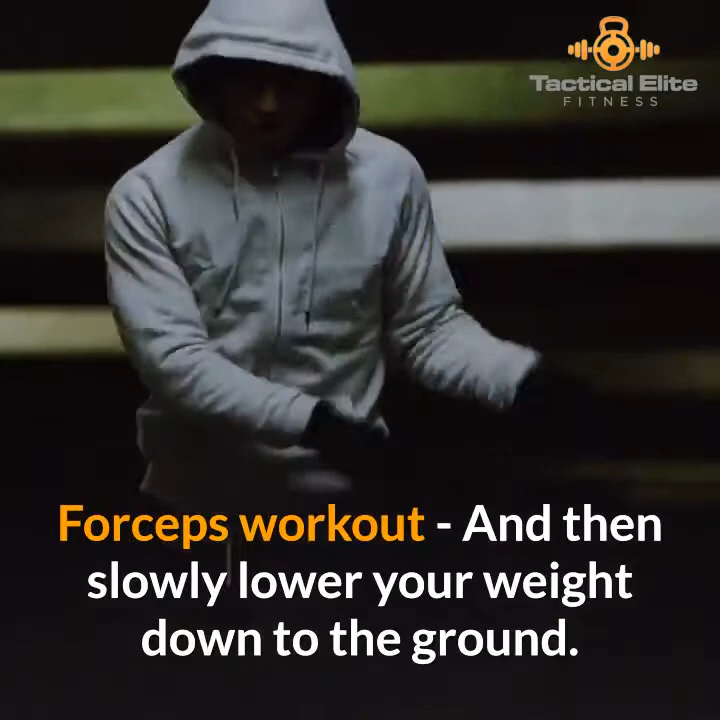 Tactical Elite
FITNESS
Forceps workout - And then
slowly lower your weight
down to the ground.